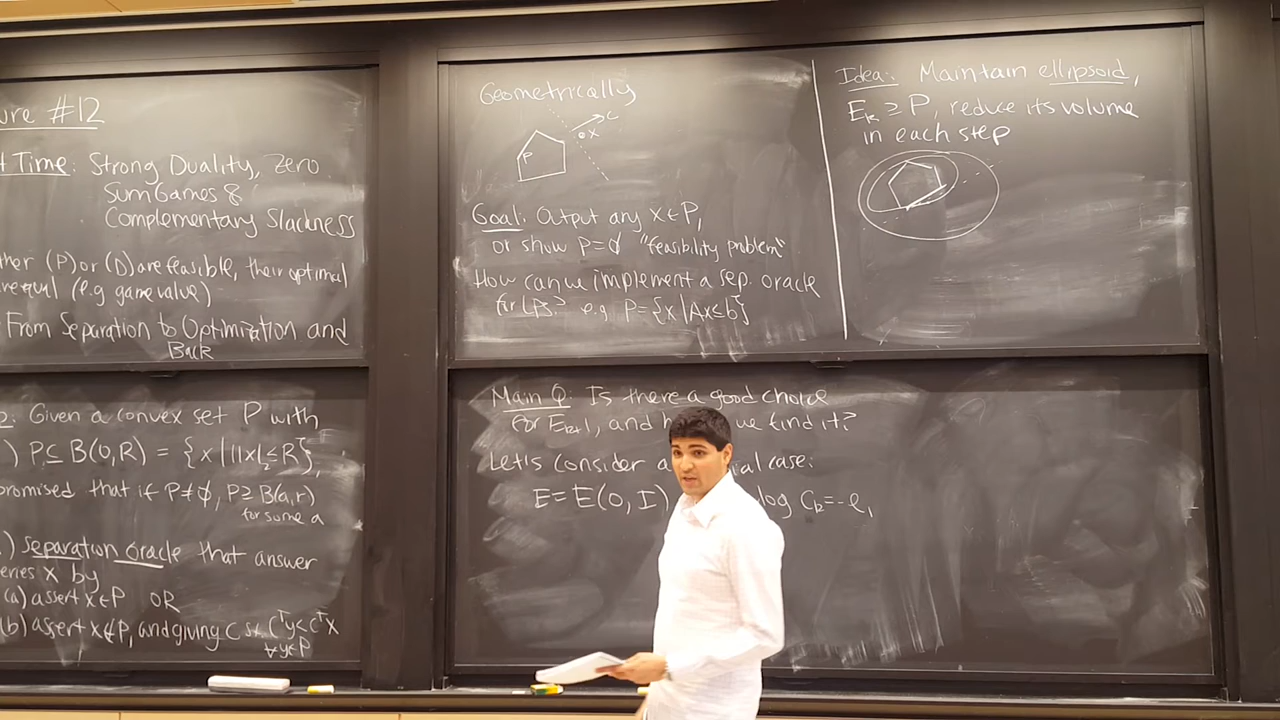 ure #12
t Time: Strong Duality, Zero
Sum Games &
Complementary Slackness
ther (P) or (D) are feasible, their optimal
re equal (e.g game value)
: From Separation to Optimization and
Back
: Given a convex set P with
) P ⊆ B(0,R) = {x | ||x||₂ ≤ R},
promised that if P≠∅, P ⊇ B(a,r)
for some a
.) separation oracle that answer
eries x by
(a) assert x∈P OR
(b) assert x∉P, and giving C s.t. Cᵀy < Cᵀx
∀y∈P
Geometrically
C
x
P
Goal: Output any x∈P,
or show P=∅ "feasibility problem"
How can we implement a sep. oracle
for LPs? e.g P={x | Ax≤b}
Idea: Maintain ellipsoid,
Eₖ ⊇ P, reduce its volume
in each step
Main Q: Is there a good choice
for Eₖ₊₁, and h we find it?
Let's consider a ial case:
E = E(0, I) log Cₖ = -e₁